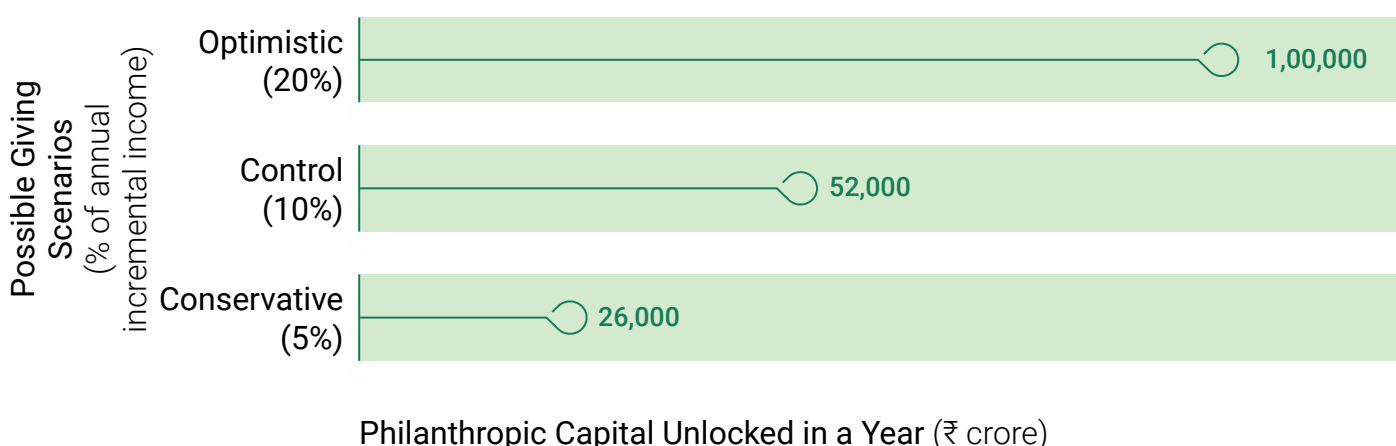 Possible Giving
Scenarios
(% of annual
incremental income)
Optimistic
(20%)
1,00,000
Control
(10%)
52,000
Conservative
(5%)
26,000
Philanthropic Capital Unlocked in a Year (₹ crore)